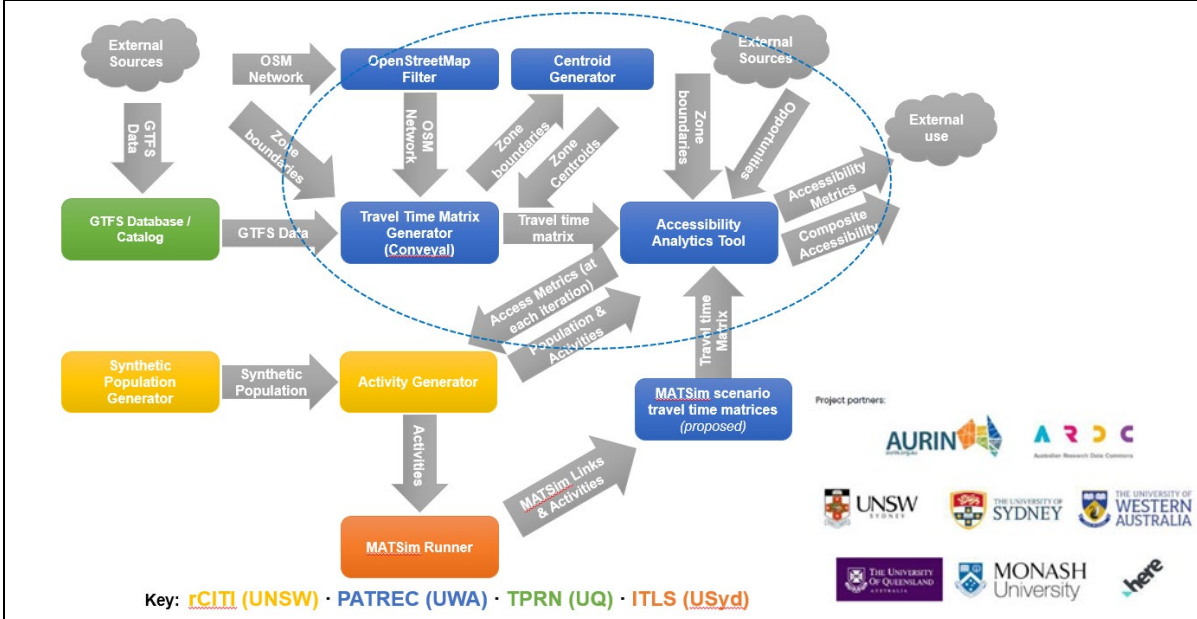 External
Sources
OSM
Network
OpenStreetMap
Filter
Centroid
Generator
External
Sources
External
use
GTFS
Data
Zone
boundaries
OSM
Network
Zone
boundaries
Zone
Centroids
Zone
boundaries
Opportunities
Accessibility
Metrics
Composite
Accessibility
GTFS Database /
Catalog
GTFS Data
Travel Time Matrix
Generator
(Conveyal)
Travel time
matrix
Accessibility
Analytics Tool
Access Metrics (at
each iteration)
Population &
Activities
Travel time
Matrix
Synthetic
Population
Generator
Synthetic
Population
Activity Generator
MATSim scenario
travel time matrices
(proposed)
Activities
MATSim Links
& Activities
MATSim Runner
Key: rCITI (UNSW) · PATREC (UWA) · TPRN (UQ) · ITLS (USyd)
Project partners:
AURIN
aurin.org.au
ARDC
Australian Research Data Commons
UNSW
SYDNEY
THE UNIVERSITY OF
SYDNEY
THE UNIVERSITY OF
WESTERN
AUSTRALIA
THE UNIVERSITY
OF QUEENSLAND
AUSTRALIA
MONASH
University
here